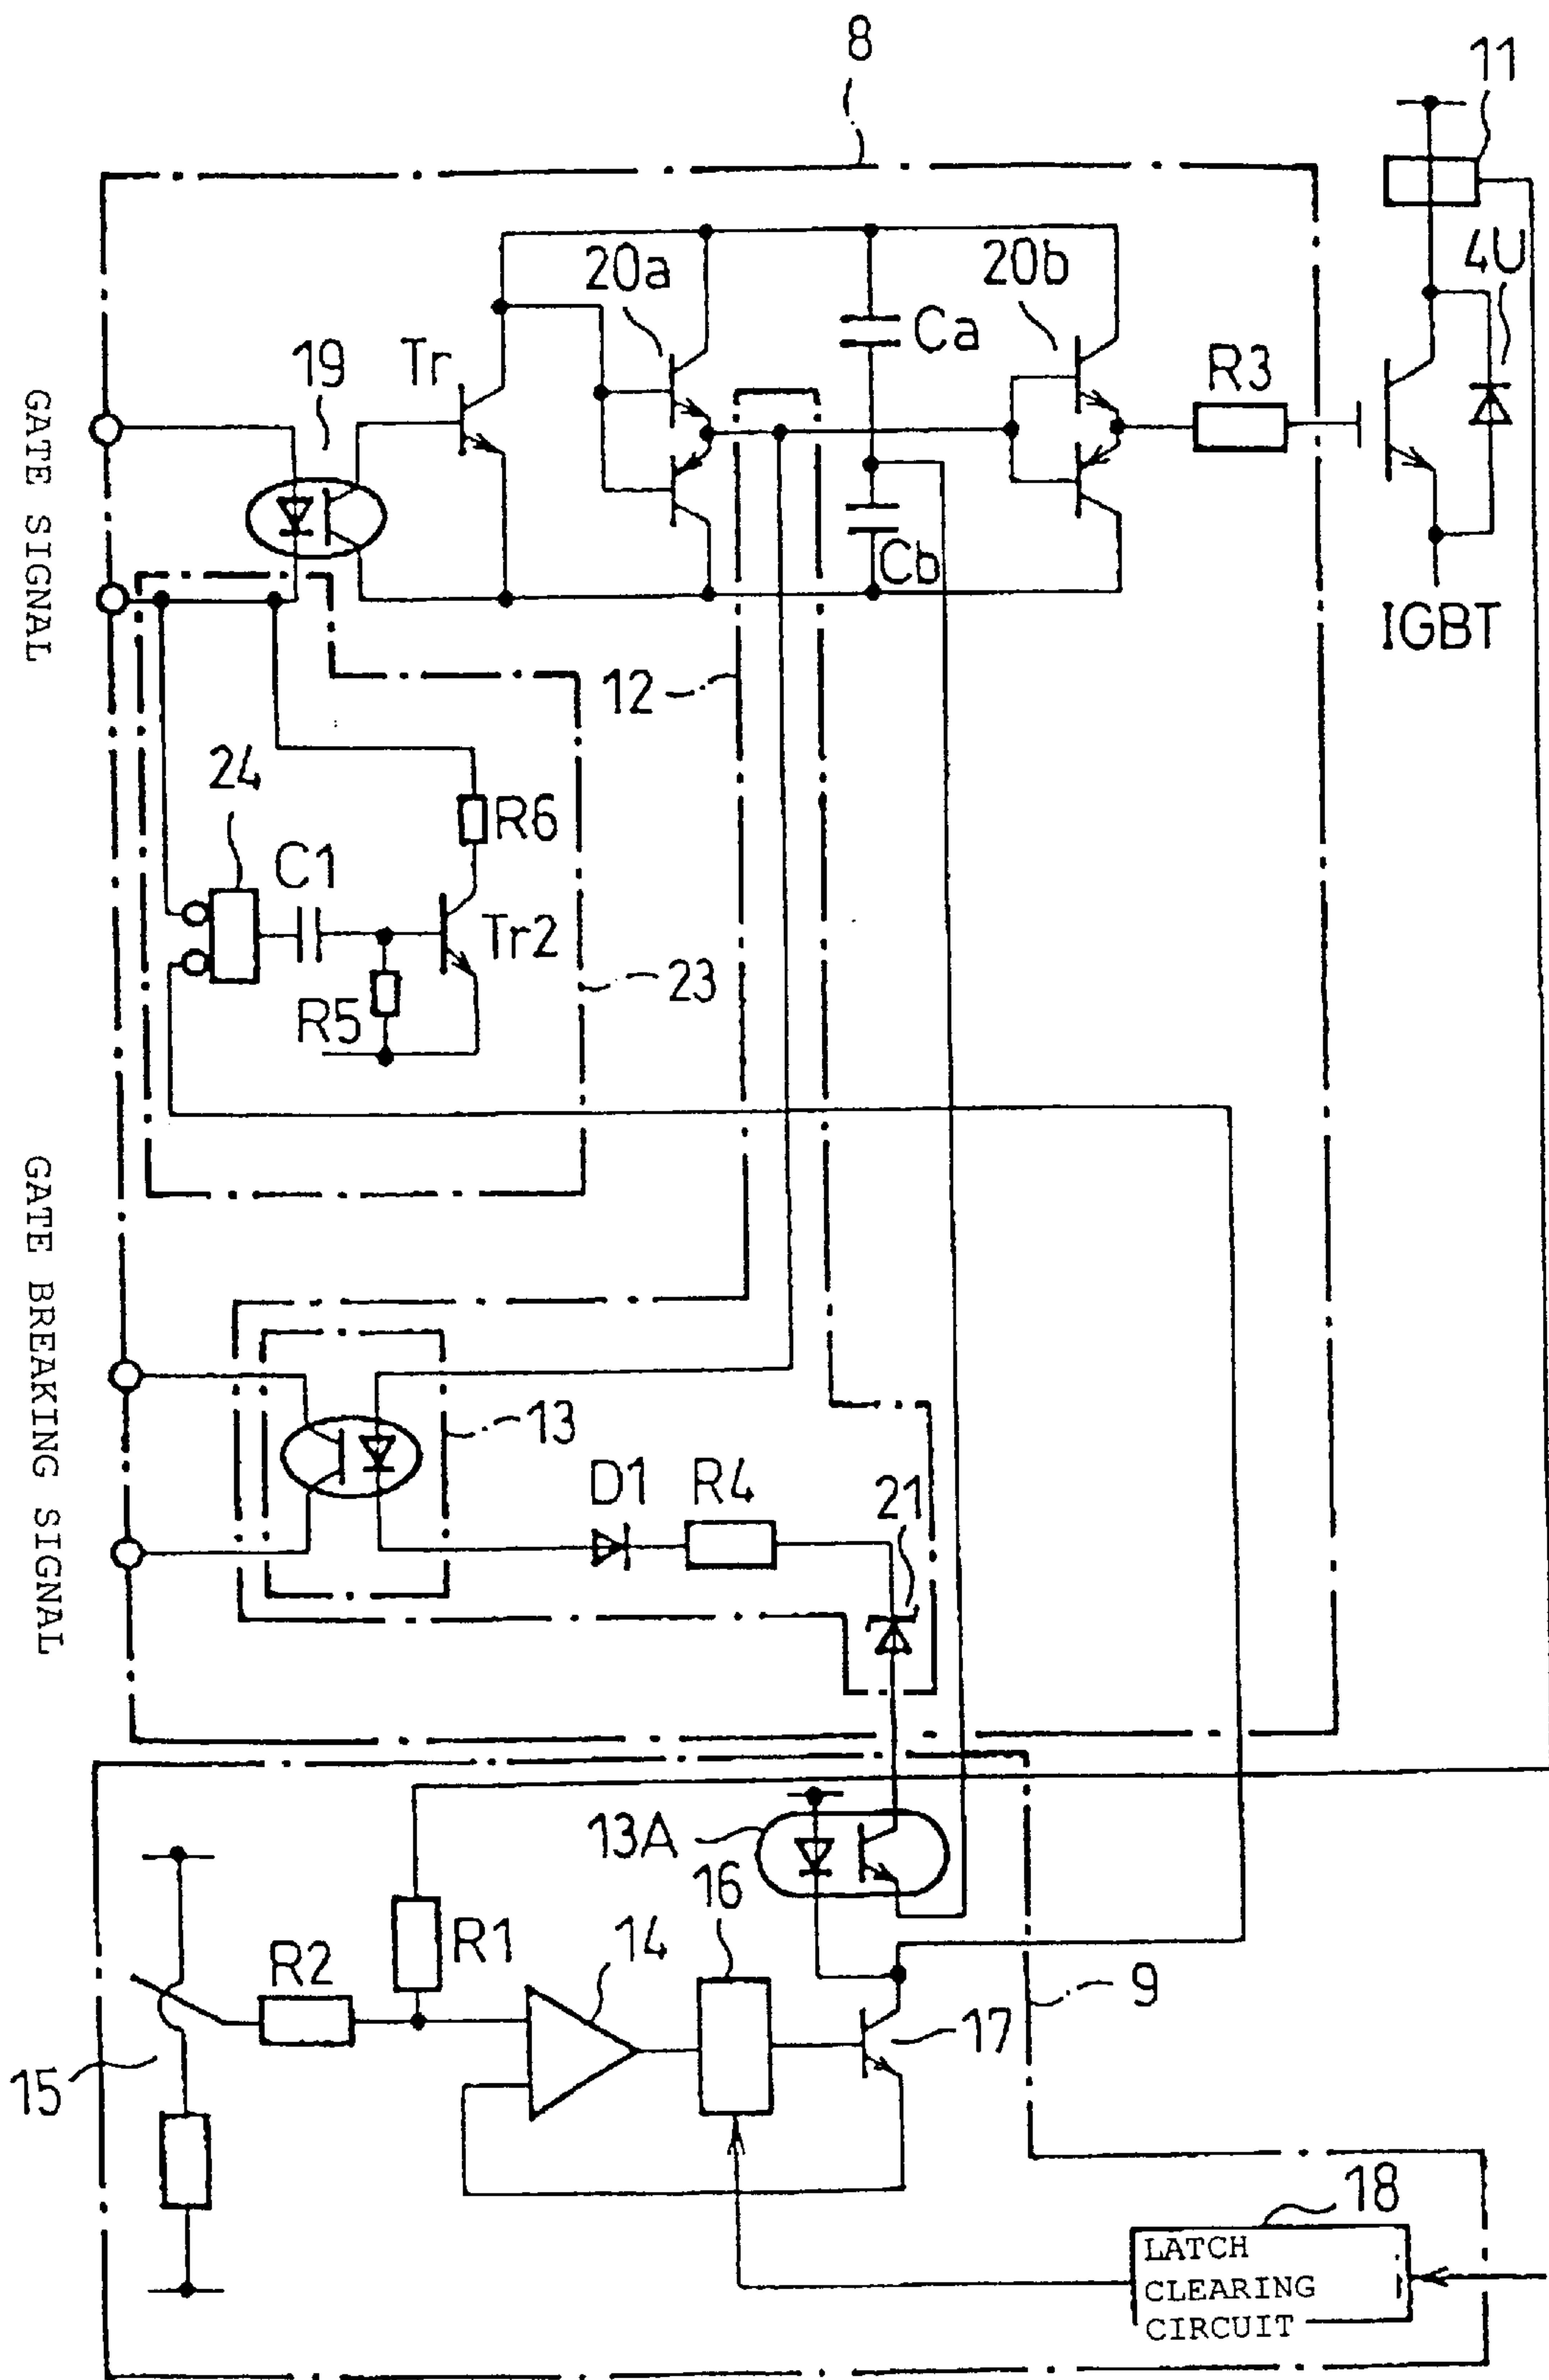 8
11
4U
20a
20b
Ca
R3
Tr
19
GATE SIGNAL
Cb
IGBT
12
24
R6
C1
Tr2
23
R5
GATE BREAKING SIGNAL
13
D1
R4
21
13A
16
R1
14
R2
9
17
15
18
LATCH
CLEARING
CIRCUIT